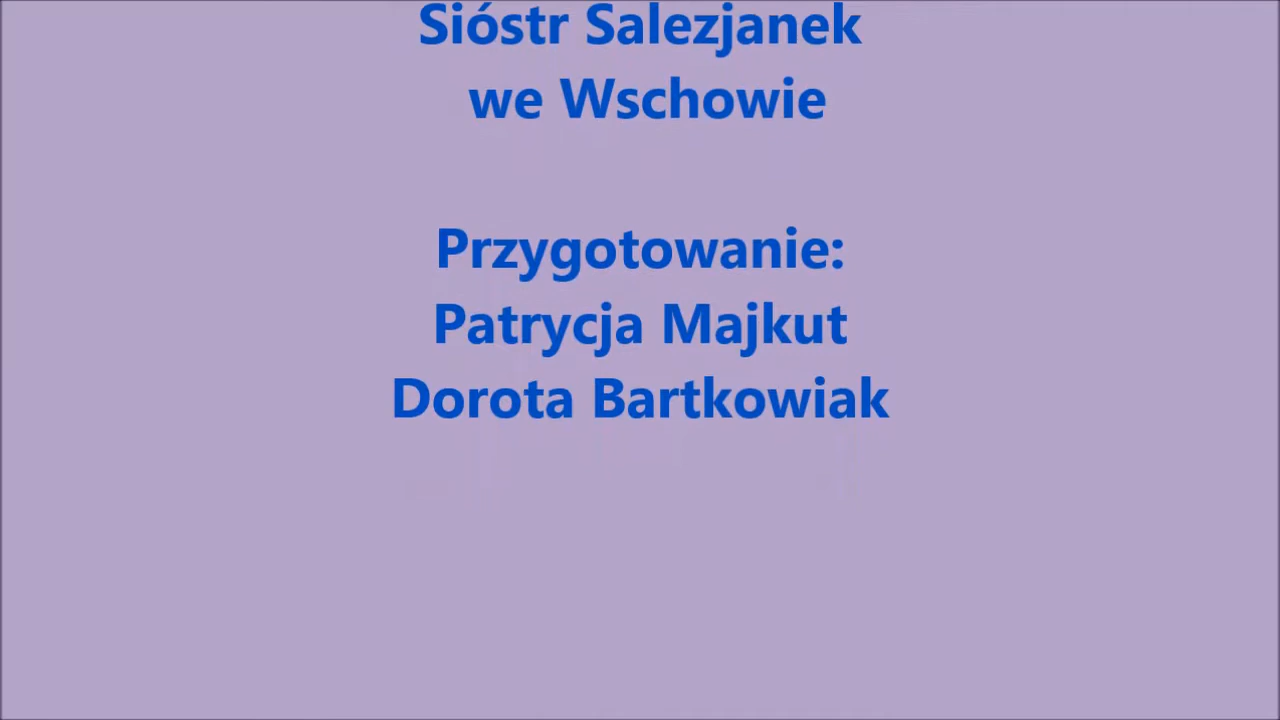 Sióstr Salezjanek
we Wschowie
Przygotowanie:
Patrycja Majkut
Dorota Bartkowiak